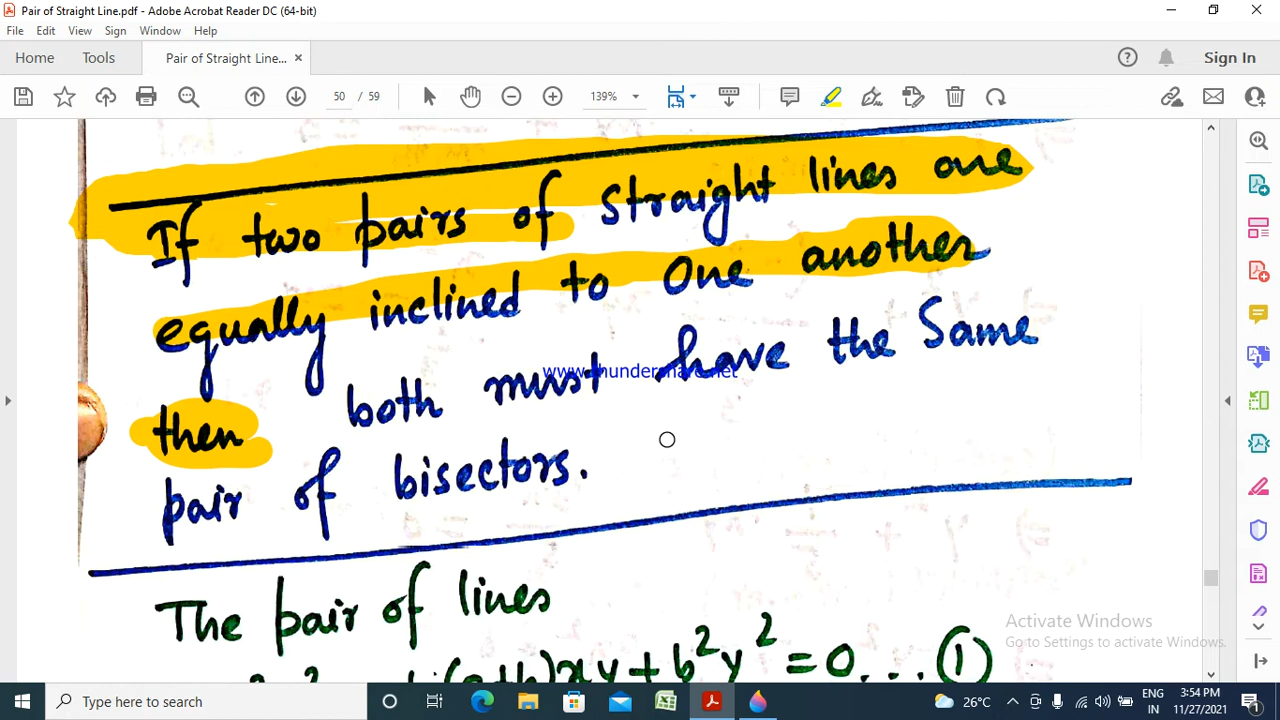 Pair of Straight Line.pdf - Adobe Acrobat Reader DC (64-bit)
File Edit View Sign Window Help
Home Tools Pair of Straight Line... × Sign In
50 / 59 139%
If two pairs of straight lines are
equally inclined to One another
then both must have the Same
www.thundershare.net
pair of bisectors.
The pair of lines
xy + b²y² = 0 ... ①
Activate Windows
Go to Settings to activate Windows.
Type here to search
26°C ENG 3:54 PM
IN 11/27/2021